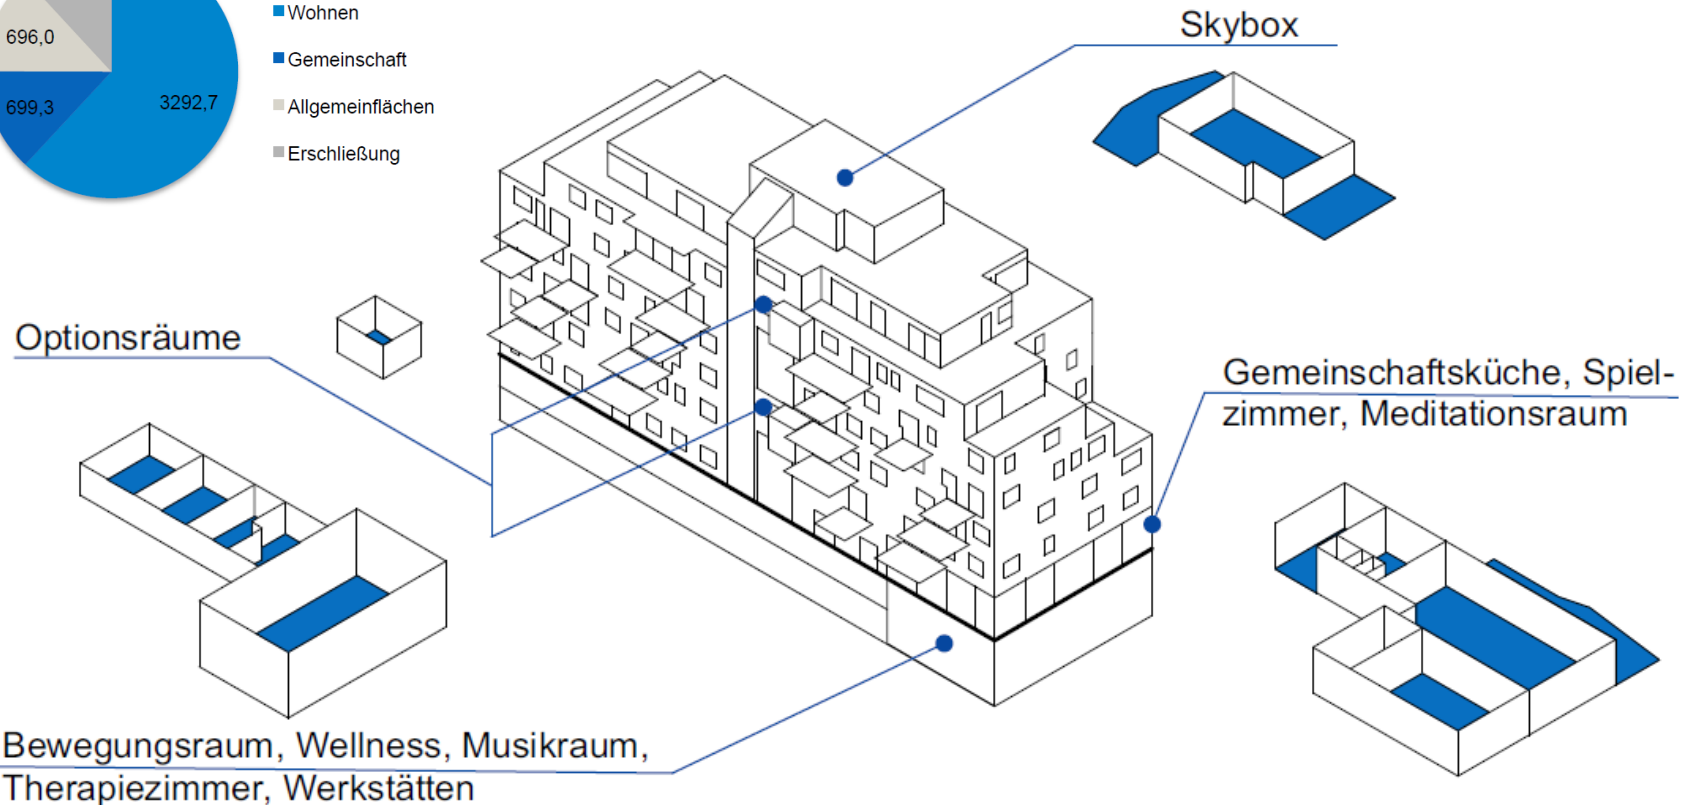 Wohnen
Gemeinschaft
Allgemeinflächen
Erschließung
696,0
699,3
3292,7
Skybox
Optionsräume
Gemeinschaftsküche, Spiel-
zimmer, Meditationsraum
Bewegungsraum, Wellness, Musikraum,
Therapiezimmer, Werkstätten